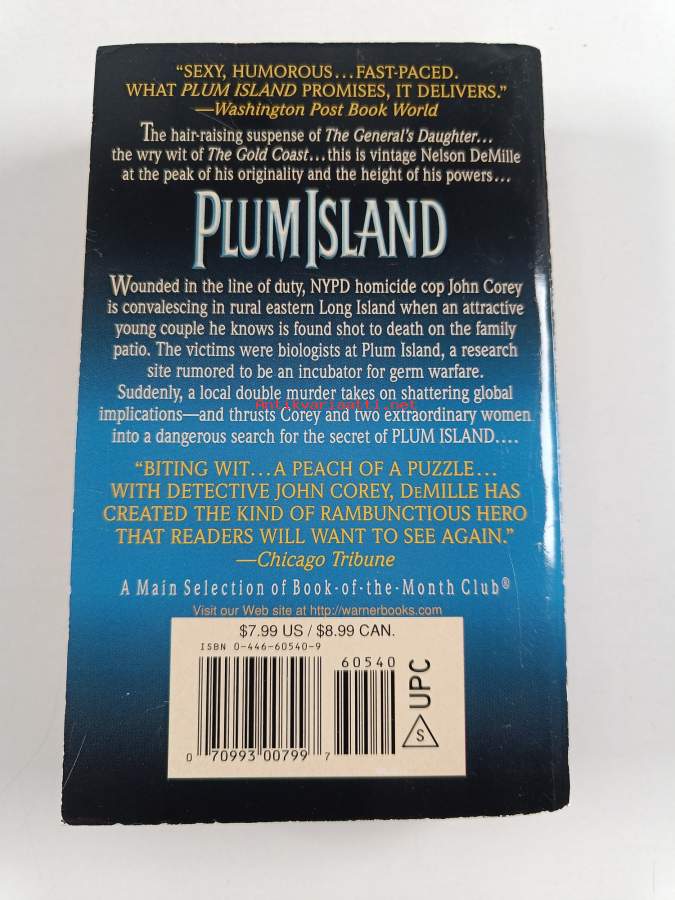 “SEXY, HUMOROUS...FAST-PACED.
WHAT PLUM ISLAND PROMISES, IT DELIVERS.”
—Washington Post Book World
The hair-raising suspense of The General's Daughter...
the wry wit of The Gold Coast...this is vintage Nelson DeMille
at the peak of his originality and the height of his powers...
PLUM ISLAND
Wounded in the line of duty, NYPD homicide cop John Corey
is convalescing in rural eastern Long Island when an attractive
young couple he knows is found shot to death on the family
patio. The victims were biologists at Plum Island, a research
site rumored to be an incubator for germ warfare.
Suddenly, a local double murder takes on shattering global
Antikvariaatti.net
implications—and thrusts Corey and two extraordinary women
into a dangerous search for the secret of PLUM ISLAND....
“BITING WIT...A PEACH OF A PUZZLE...
WITH DETECTIVE JOHN COREY, DEMILLE HAS
CREATED THE KIND OF RAMBUNCTIOUS HERO
THAT READERS WILL WANT TO SEE AGAIN.”
—Chicago Tribune
A Main Selection of Book-of-the-Month Club®
Visit our Web site at http://warnerbooks.com
$7.99 US / $8.99 CAN.
ISBN 0-446-60540-9
60540
0 70993 00799 7
S UPC